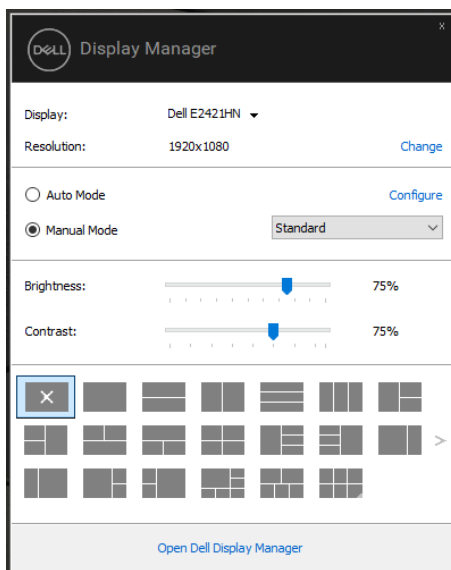 x
DELL Display Manager
Display: Dell E2421HN
Resolution: 1920x1080 Change
Auto Mode Configure
Manual Mode Standard
Brightness: 75%
Contrast: 75%
Open Dell Display Manager